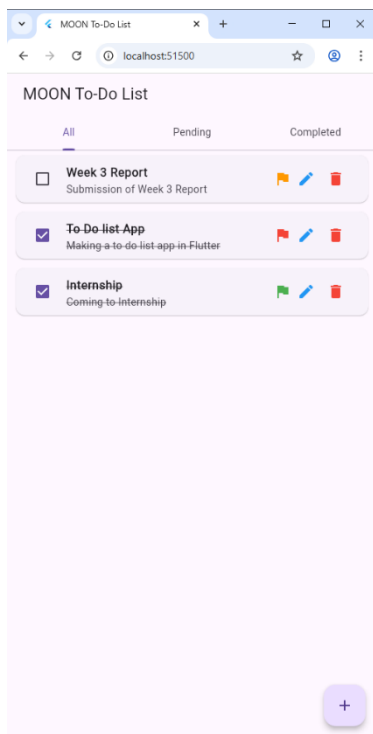 MOON To-Do List
localhost:51500
MOON To-Do List
All Pending Completed
Week 3 Report
Submission of Week 3 Report
To Do list App
Making a to do list app in Flutter
Internship
Coming to Internship